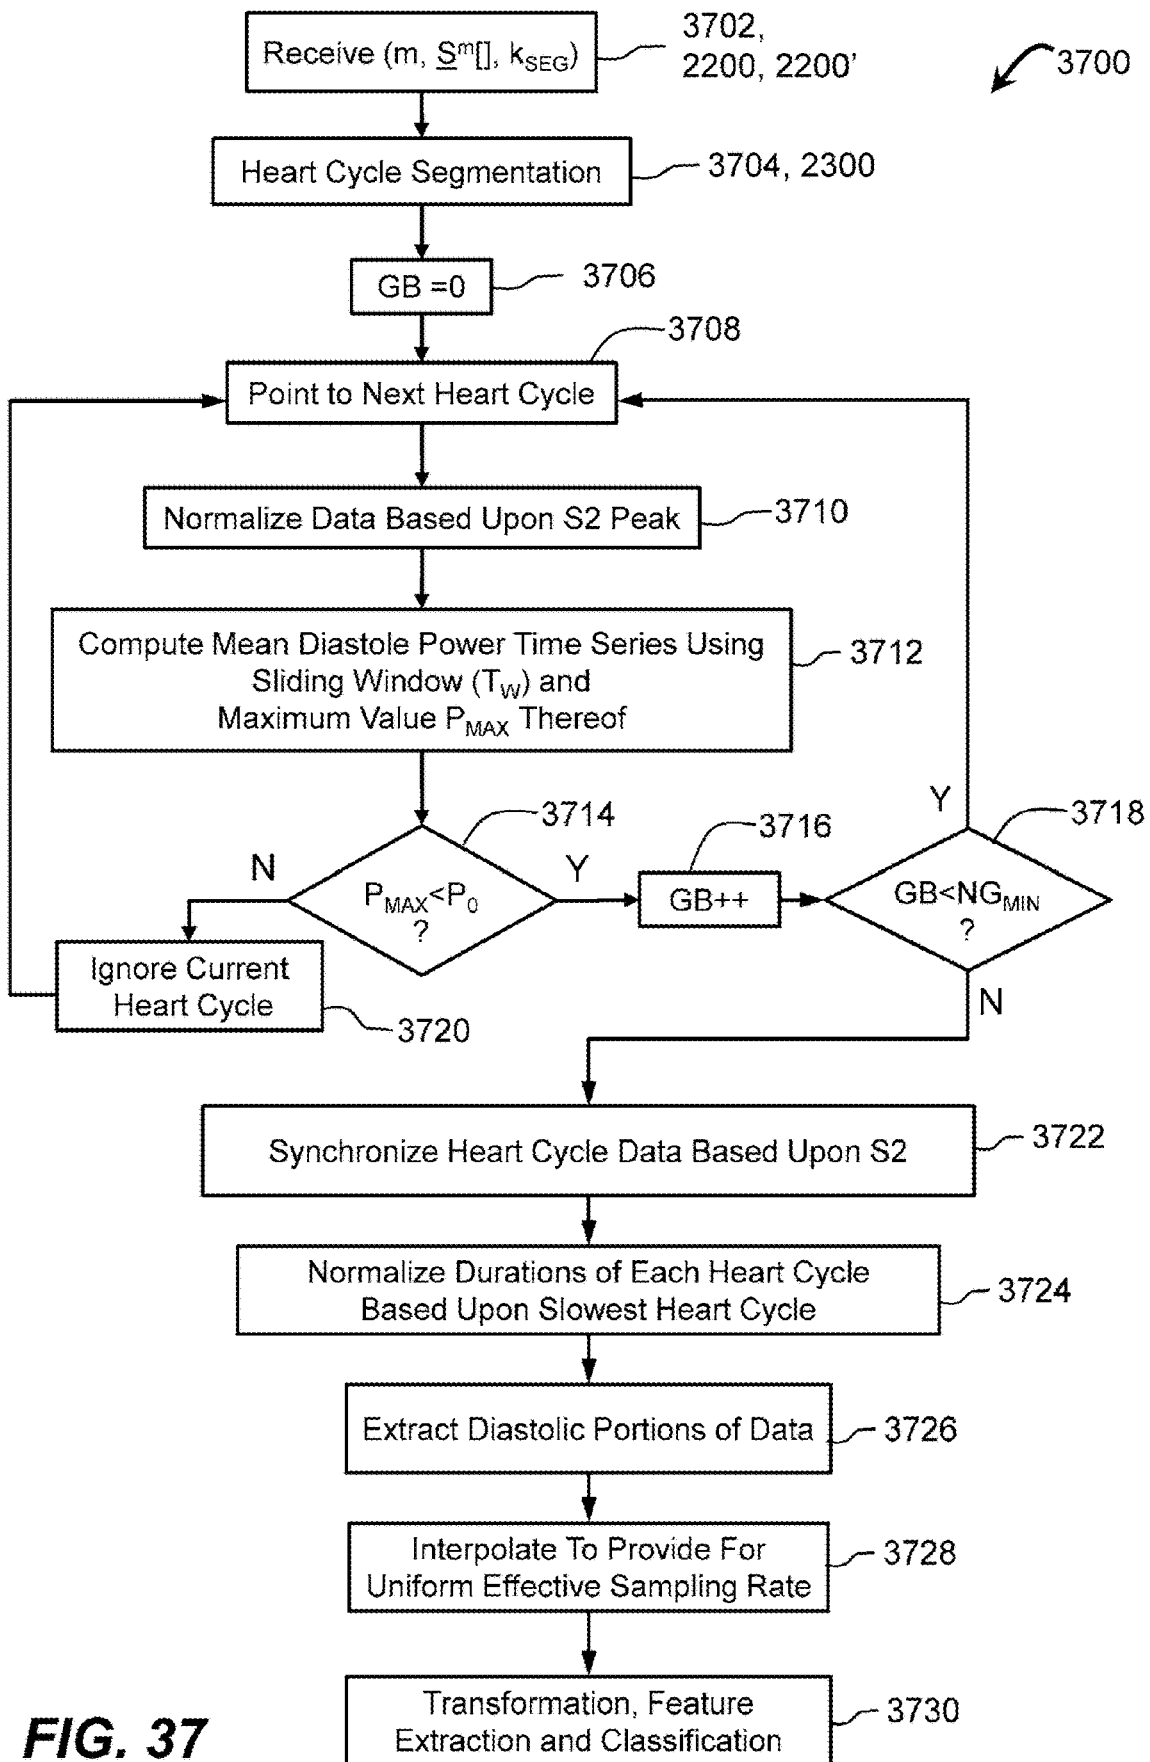 Receive (m, S^m[], k_SEG)
3702,
2200, 2200'
3700
Heart Cycle Segmentation
3704, 2300
GB =0
3706
3708
Point to Next Heart Cycle
Normalize Data Based Upon S2 Peak
3710
Compute Mean Diastole Power Time Series Using
Sliding Window (T_W) and
Maximum Value P_MAX Thereof
3712
3714
3716
3718
N
P_MAX<P_0
?
Y
GB++
Y
GB<NG_MIN
?
N
Ignore Current
Heart Cycle
3720
Synchronize Heart Cycle Data Based Upon S2
3722
Normalize Durations of Each Heart Cycle
Based Upon Slowest Heart Cycle
3724
Extract Diastolic Portions of Data
3726
Interpolate To Provide For
Uniform Effective Sampling Rate
3728
Transformation, Feature
Extraction and Classification
3730
FIG. 37